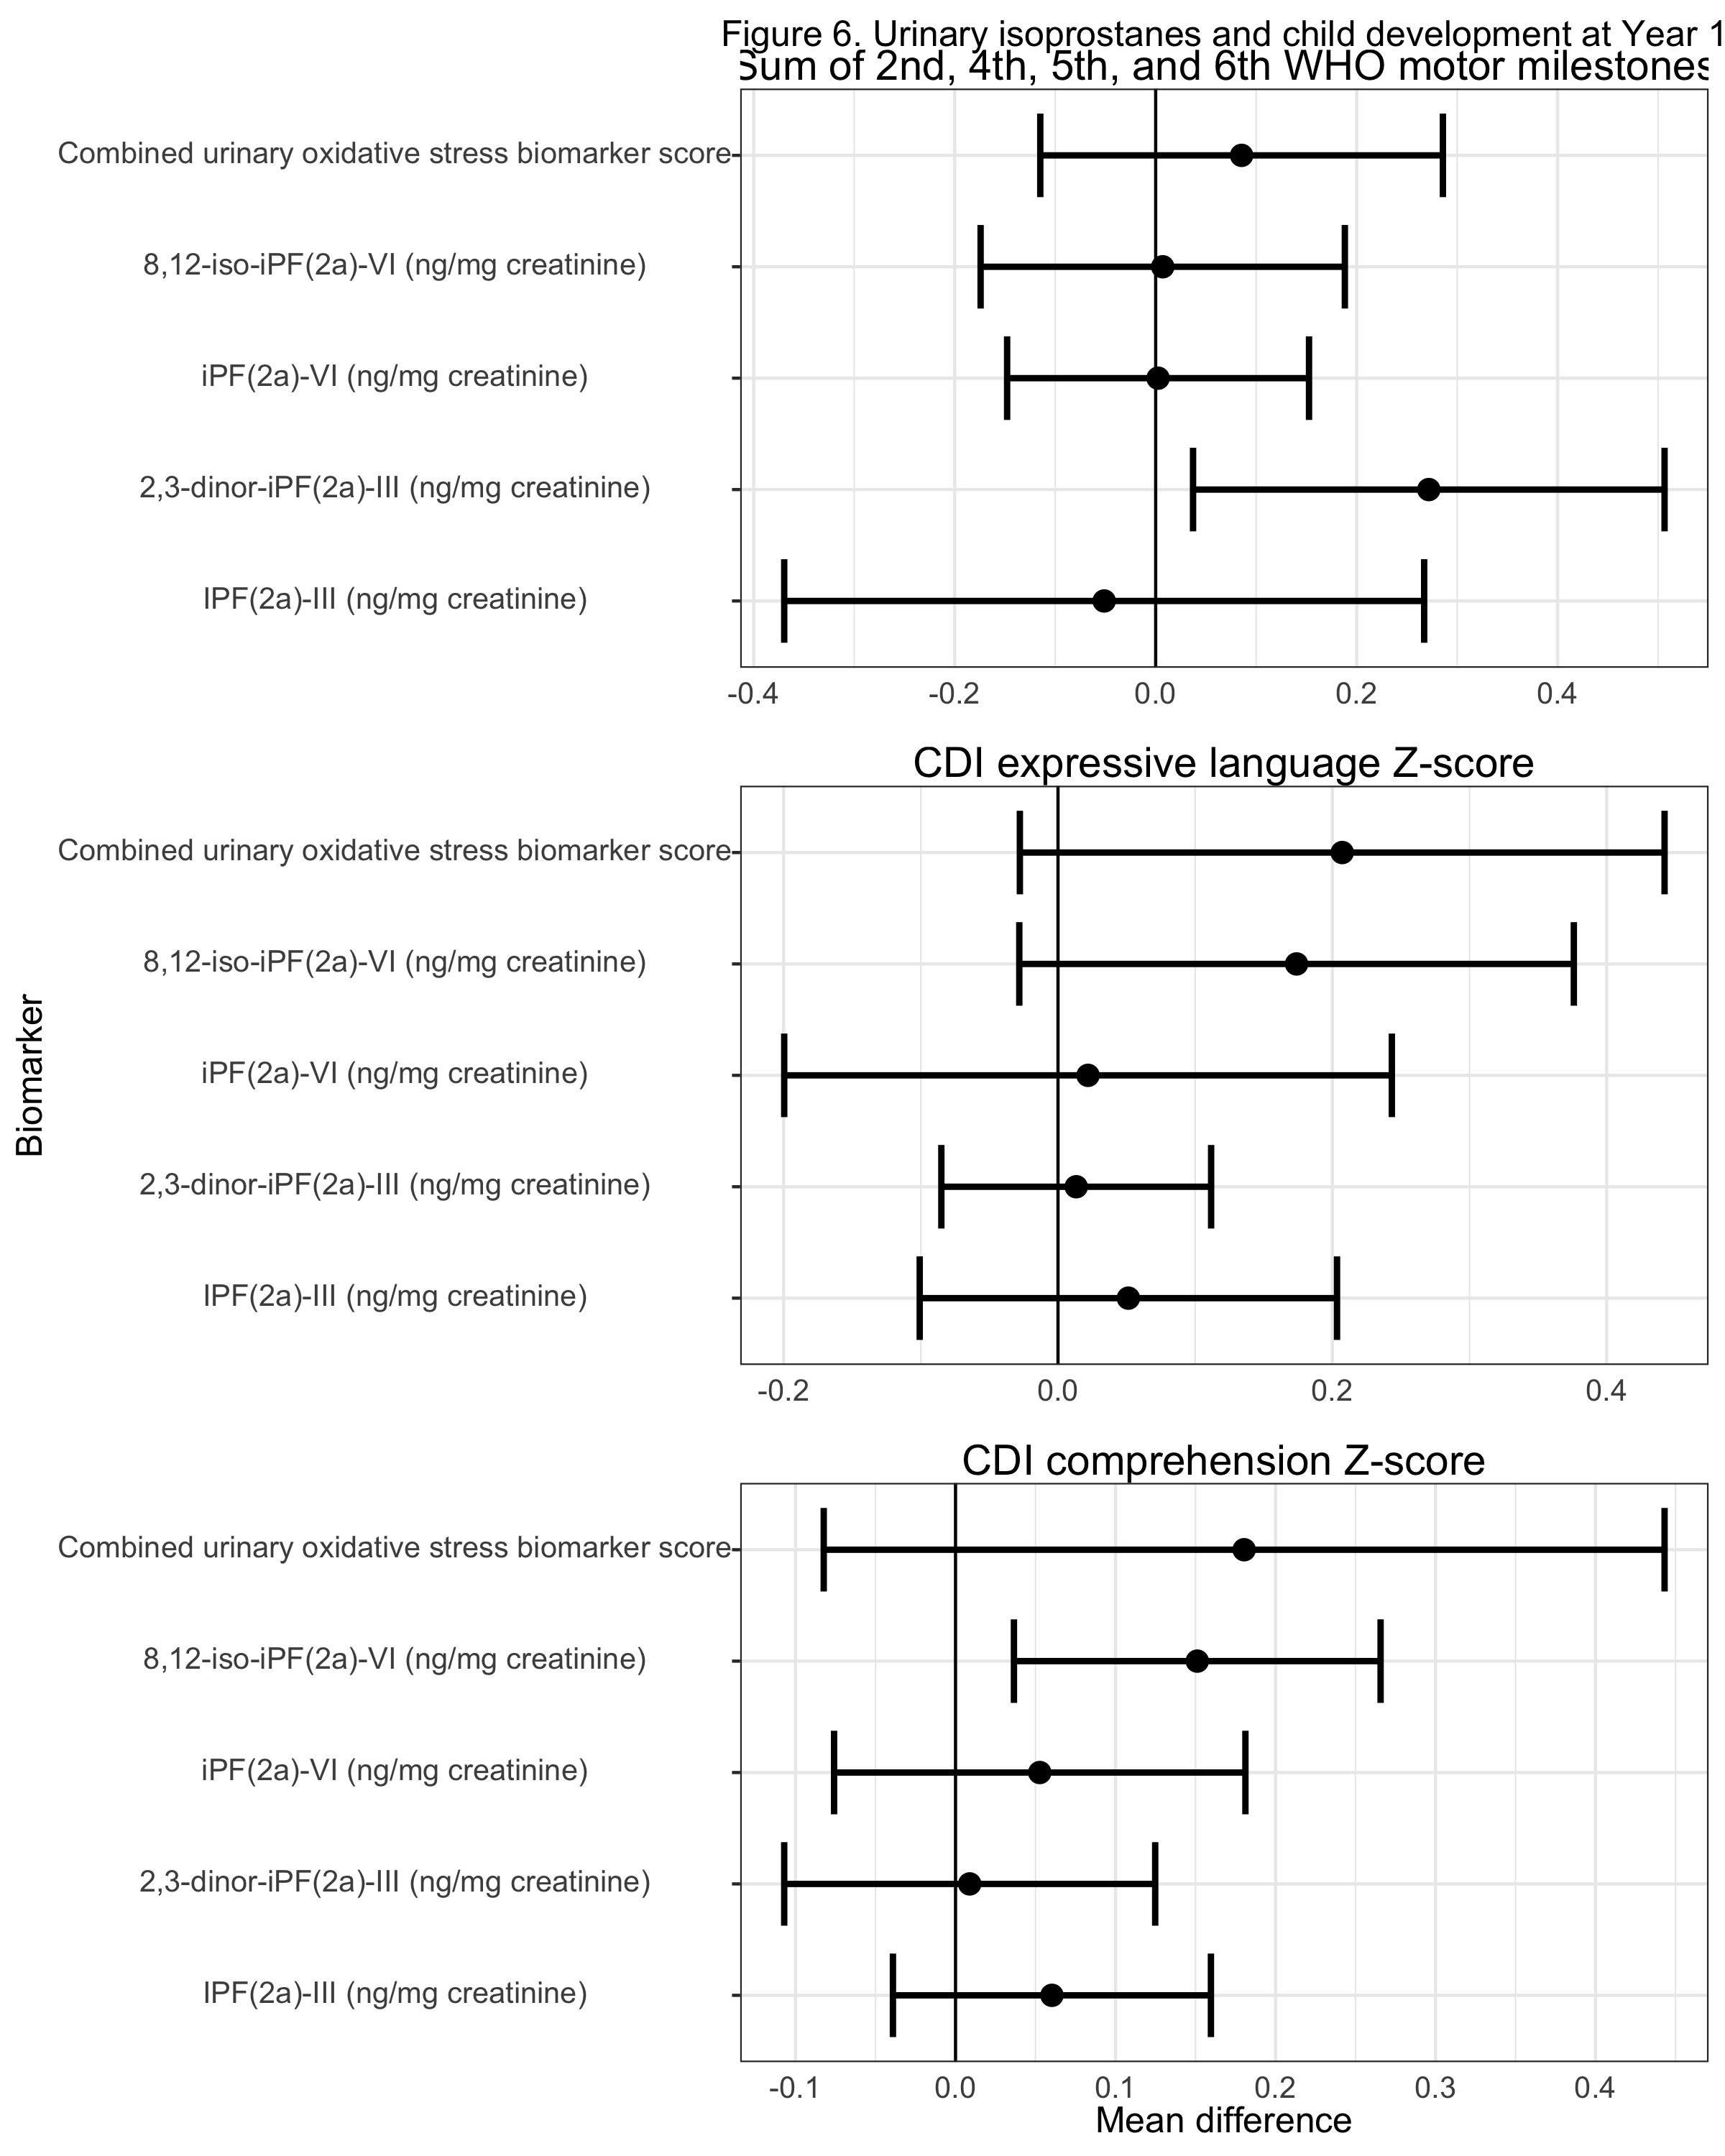 Figure 6. Urinary isoprostanes and child development at Year 1
Sum of 2nd, 4th, 5th, and 6th WHO motor milestones
Combined urinary oxidative stress biomarker score
8,12-iso-iPF(2a)-VI (ng/mg creatinine)
iPF(2a)-VI (ng/mg creatinine)
2,3-dinor-iPF(2a)-III (ng/mg creatinine)
IPF(2a)-III (ng/mg creatinine)
-0.4 -0.2 0.0 0.2 0.4
CDI expressive language Z-score
Combined urinary oxidative stress biomarker score
8,12-iso-iPF(2a)-VI (ng/mg creatinine)
iPF(2a)-VI (ng/mg creatinine)
2,3-dinor-iPF(2a)-III (ng/mg creatinine)
IPF(2a)-III (ng/mg creatinine)
-0.2 0.0 0.2 0.4
Biomarker
CDI comprehension Z-score
Combined urinary oxidative stress biomarker score
8,12-iso-iPF(2a)-VI (ng/mg creatinine)
iPF(2a)-VI (ng/mg creatinine)
2,3-dinor-iPF(2a)-III (ng/mg creatinine)
IPF(2a)-III (ng/mg creatinine)
-0.1 0.0 0.1 0.2 0.3 0.4
Mean difference